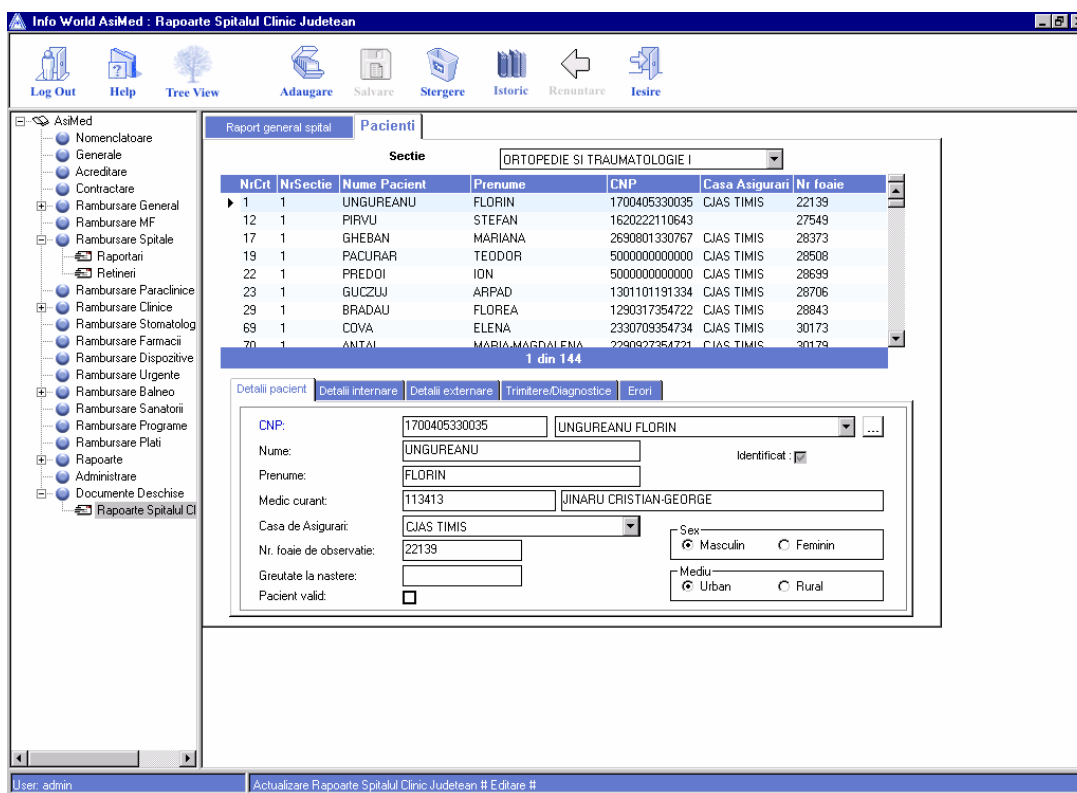 Info World AsiMed : Rapoarte Spitalul Clinic Judetean
Log Out Help Tree View Adaugare Salvare Stergere Istoric Renuntare Iesire
AsiMed
Nomenclatoare
Generale
Acreditare
Contractare
Rambursare General
Rambursare MF
Rambursare Spitale
Raportari
Retineri
Rambursare Paraclinice
Rambursare Clinice
Rambursare Stomatolog
Rambursare Farmacii
Rambursare Dispozitive
Rambursare Urgente
Rambursare Balneo
Rambursare Sanatorii
Rambursare Programe
Rambursare Plati
Rapoarte
Administrare
Documente Deschise
Rapoarte Spitalul Cl
Raport general spital Pacienti
Sectie ORTOPEDIE SI TRAUMATOLOGIE I
NrCrt NrSectie Nume Pacient Prenume CNP Casa Asigurari Nr foaie
1 1 UNGUREANU FLORIN 1700405330035 CJAS TIMIS 22139
12 1 PIRVU STEFAN 1620222110643 27549
17 1 GHEBAN MARIANA 2690801330767 CJAS TIMIS 28373
19 1 PACURAR TEODOR 5000000000000 CJAS TIMIS 28508
22 1 PREDOI ION 5000000000000 CJAS TIMIS 28699
23 1 GUCZUJ ARPAD 1301101191334 CJAS TIMIS 28706
29 1 BRADAU FLOREA 1290317354722 CJAS TIMIS 28843
69 1 COVA ELENA 2330709354734 CJAS TIMIS 30173
70 1 ANTAL MARIA-MAGDALENA 2290927354721 CJAS TIMIS 30179
1 din 144
Detalii pacient Detalii internare Detalii externare Trimitere/Diagnostice Erori
CNP: 1700405330035 UNGUREANU FLORIN ...
Nume: UNGUREANU Identificat :
Prenume: FLORIN
Medic curant: 113413 JINARU CRISTIAN-GEORGE
Casa de Asigurari: CJAS TIMIS
Sex
Masculin Feminin
Nr. foaie de observatie: 22139
Greutate la nastere:
Mediu
Urban Rural
Pacient valid:
User: admin Actualizare Rapoarte Spitalul Clinic Judetean # Editare #